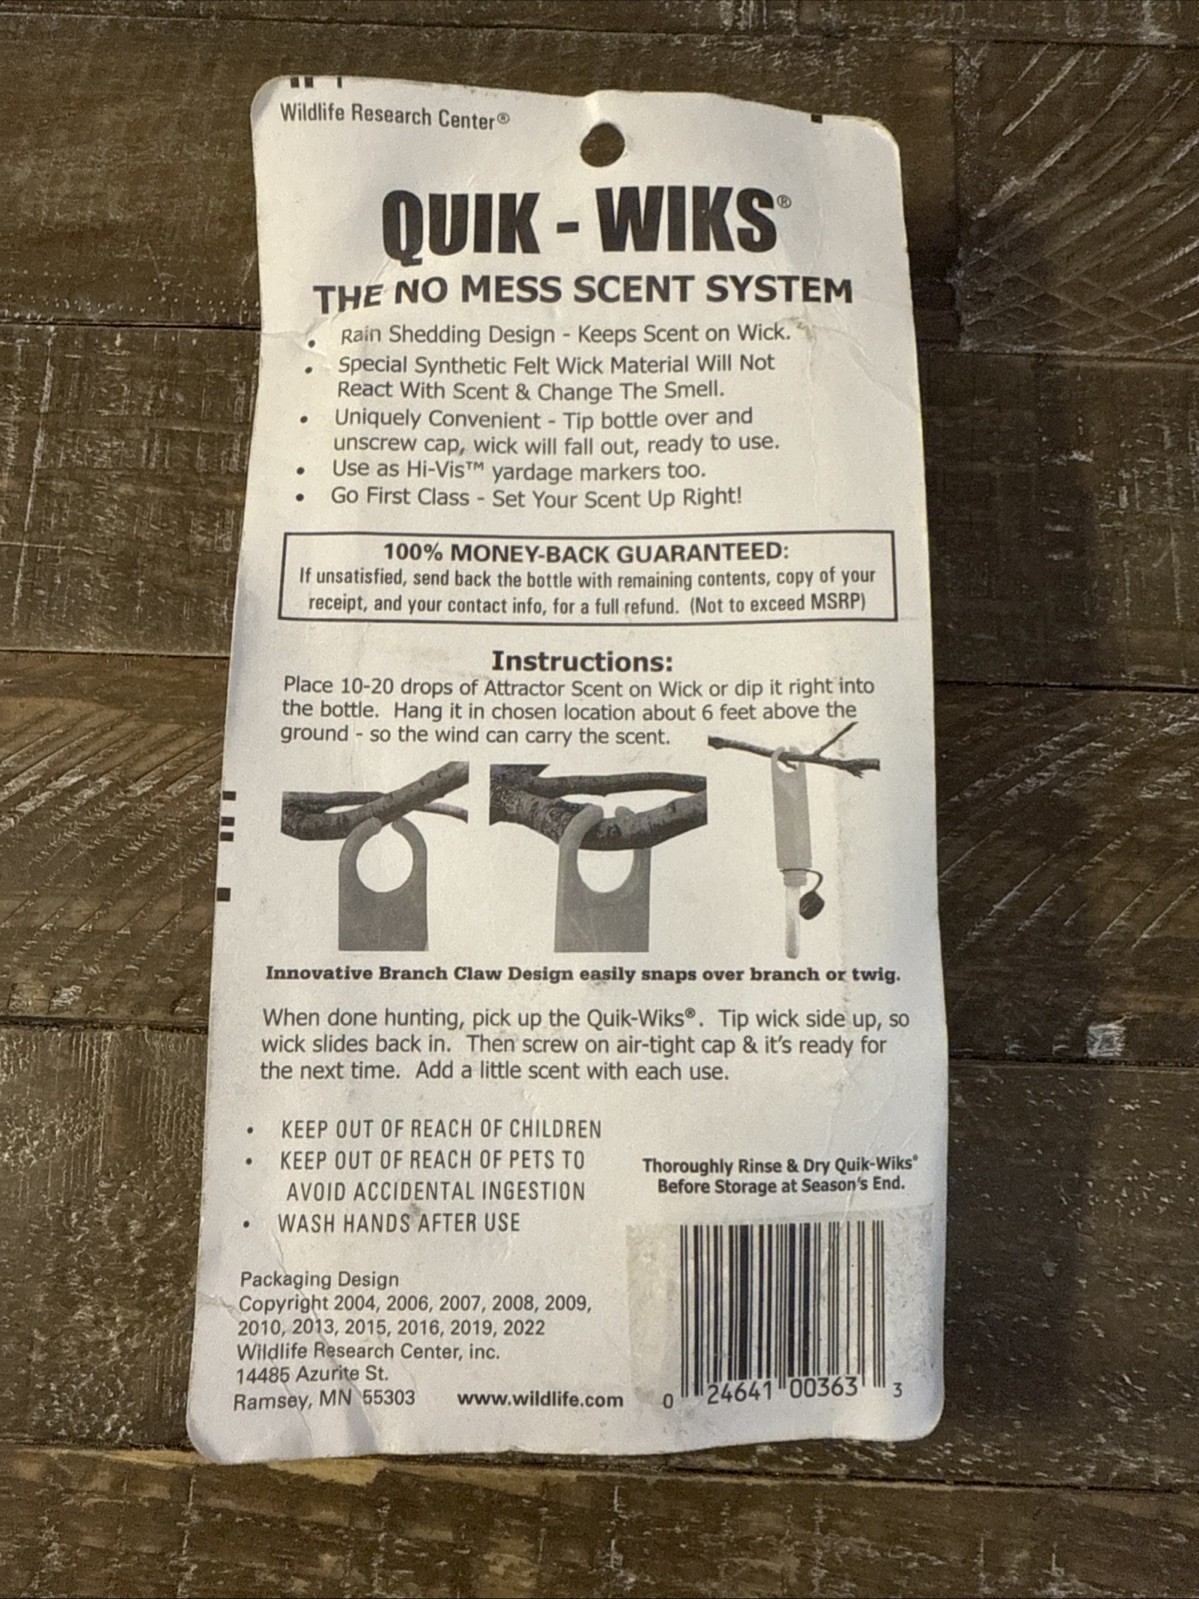 Wildlife Research Center®
QUIK - WIKS®
THE NO MESS SCENT SYSTEM
• Rain Shedding Design - Keeps Scent on Wick.
• Special Synthetic Felt Wick Material Will Not
React With Scent & Change The Smell.
• Uniquely Convenient - Tip bottle over and
unscrew cap, wick will fall out, ready to use.
• Use as Hi-Vis™ yardage markers too.
• Go First Class - Set Your Scent Up Right!
100% MONEY-BACK GUARANTEED:
If unsatisfied, send back the bottle with remaining contents, copy of your
receipt, and your contact info, for a full refund. (Not to exceed MSRP)
Instructions:
Place 10-20 drops of Attractor Scent on Wick or dip it right into
the bottle. Hang it in chosen location about 6 feet above the
ground - so the wind can carry the scent.
Innovative Branch Claw Design easily snaps over branch or twig.
When done hunting, pick up the Quik-Wiks®. Tip wick side up, so
wick slides back in. Then screw on air-tight cap & it's ready for
the next time. Add a little scent with each use.
• KEEP OUT OF REACH OF CHILDREN
• KEEP OUT OF REACH OF PETS TO
AVOID ACCIDENTAL INGESTION
• WASH HANDS AFTER USE
Thoroughly Rinse & Dry Quik-Wiks®
Before Storage at Season's End.
Packaging Design
Copyright 2004, 2006, 2007, 2008, 2009,
2010, 2013, 2015, 2016, 2019, 2022
Wildlife Research Center, inc.
14485 Azurite St.
Ramsey, MN 55303 www.wildlife.com
0 24641 00363 3